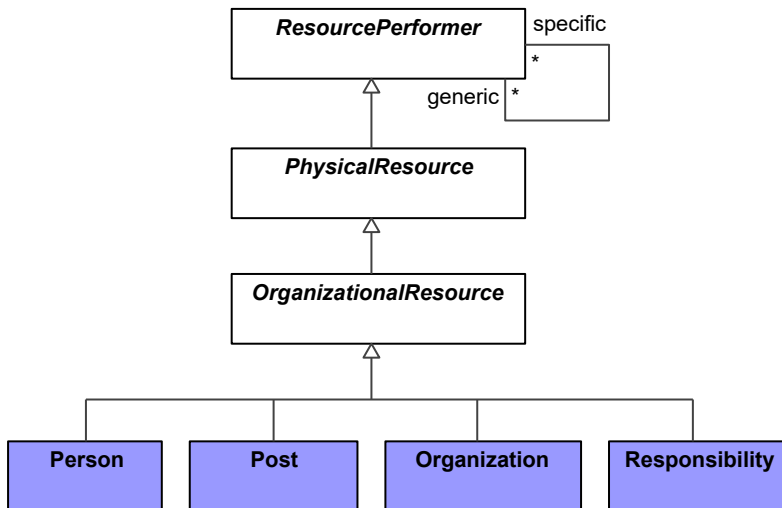 ResourcePerformer
specific
*
generic
*
PhysicalResource
OrganizationalResource
Person
Post
Organization
Responsibility